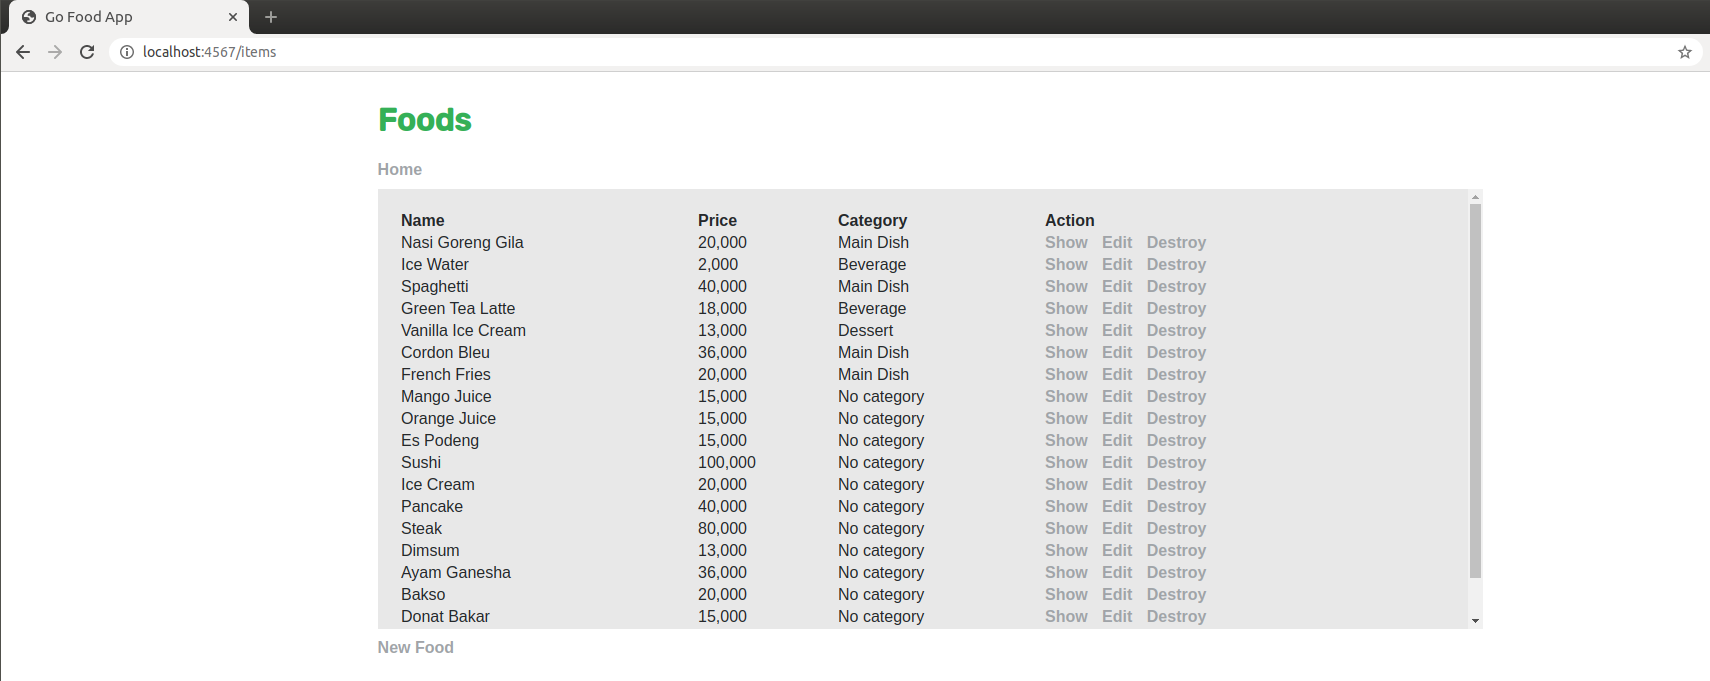 Go Food App
localhost:4567/items
Foods
Home
Name Price Category Action
Nasi Goreng Gila 20,000 Main Dish Show Edit Destroy
Ice Water 2,000 Beverage Show Edit Destroy
Spaghetti 40,000 Main Dish Show Edit Destroy
Green Tea Latte 18,000 Beverage Show Edit Destroy
Vanilla Ice Cream 13,000 Dessert Show Edit Destroy
Cordon Bleu 36,000 Main Dish Show Edit Destroy
French Fries 20,000 Main Dish Show Edit Destroy
Mango Juice 15,000 No category Show Edit Destroy
Orange Juice 15,000 No category Show Edit Destroy
Es Podeng 15,000 No category Show Edit Destroy
Sushi 100,000 No category Show Edit Destroy
Ice Cream 20,000 No category Show Edit Destroy
Pancake 40,000 No category Show Edit Destroy
Steak 80,000 No category Show Edit Destroy
Dimsum 13,000 No category Show Edit Destroy
Ayam Ganesha 36,000 No category Show Edit Destroy
Bakso 20,000 No category Show Edit Destroy
Donat Bakar 15,000 No category Show Edit Destroy
New Food